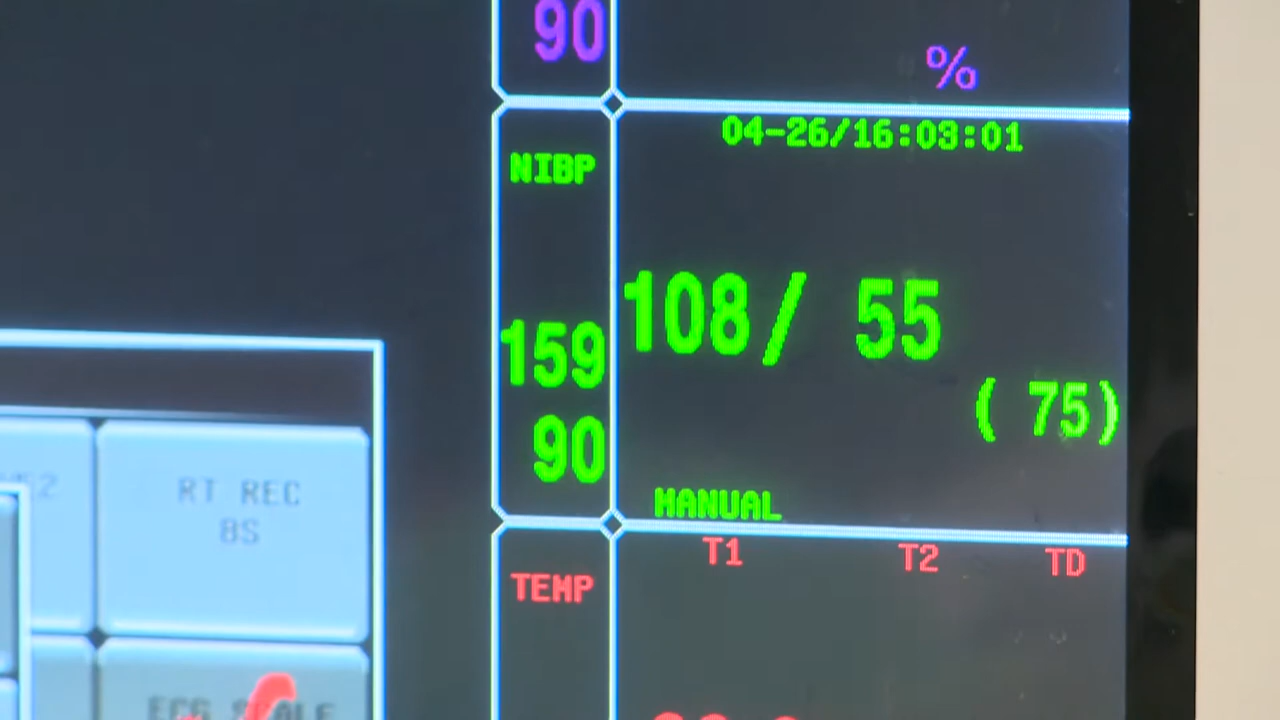 90
%
04-26/16:03:01
NIBP
108/ 55
159
( 75)
90
MANUAL
RT REC
8S
T1 T2 TD
TEMP